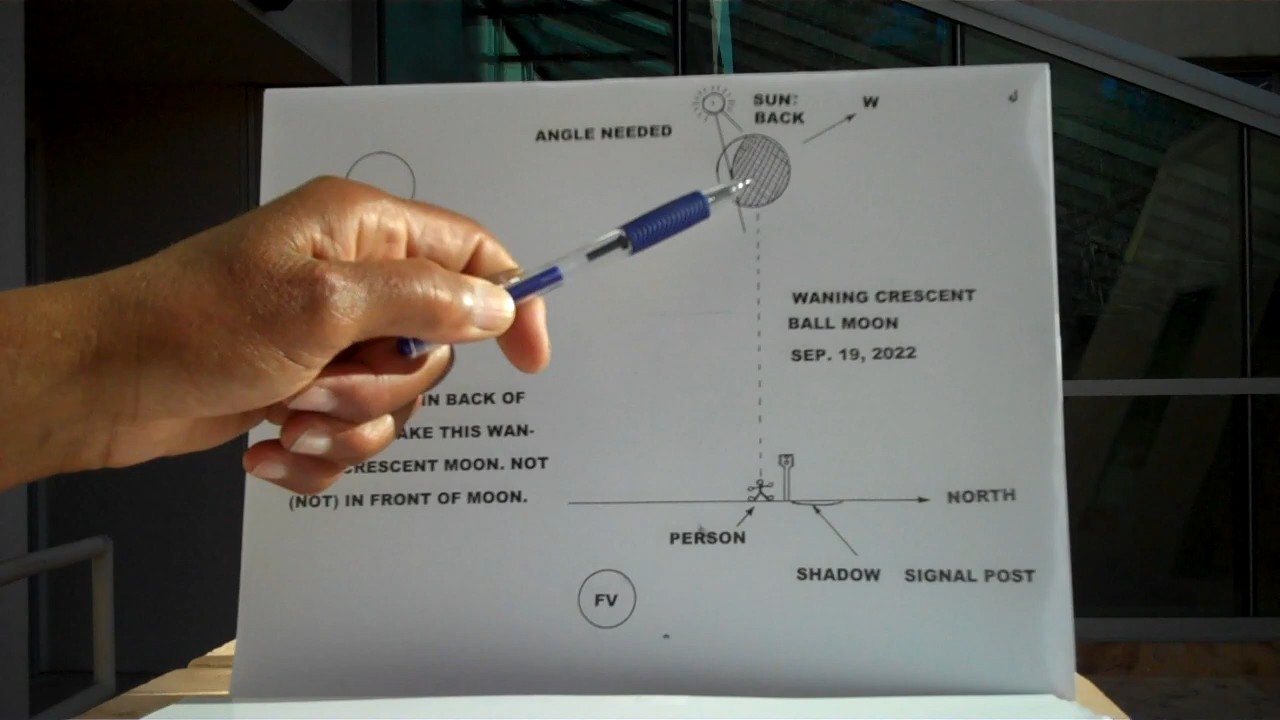 SUN:
BACK
W
ANGLE NEEDED
WANING CRESCENT
BALL MOON
SEP. 19, 2022
IN BACK OF
THIS WAN-
CRESCENT MOON. NOT
(NOT) IN FRONT OF MOON.
NORTH
PERSON
SHADOW SIGNAL POST
FV